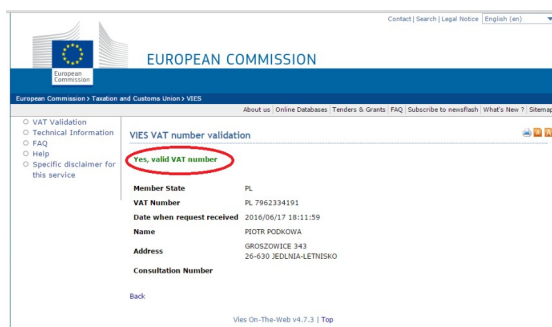 Contact | Search | Legal Notice English (en)
EUROPEAN COMMISSION
European
Commission
European Commission > Taxation and Customs Union > VIES
About us Online Databases Tenders & Grants FAQ Subscribe to newsflash What's New ? Sitemap
VAT Validation
Technical Information
FAQ
Help
Specific disclaimer for
this service
VIES VAT number validation
Yes, valid VAT number
Member State PL
VAT Number PL 7962334191
Date when request received 2016/06/17 18:11:59
Name PIOTR PODKOWA
Address GROSZOWICE 343
26-630 JEDLNIA-LETNISKO
Consultation Number
Back
Vies On-The-Web v4.7.3 | Top